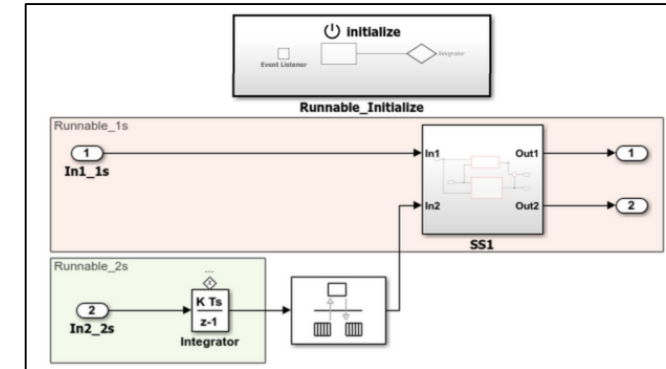 initialize
Event Listener
Integrator
Runnable_Initialize
Runnable_1s
1
In1_1s
In1
Out1
1
In2
Out2
2
SS1
Runnable_2s
...
x
2
In2_2s
K Ts
z-1
Integrator